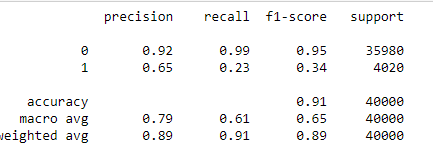 precision recall f1-score support
0 0.92 0.99 0.95 35980
1 0.65 0.23 0.34 4020
accuracy 0.91 40000
macro avg 0.79 0.61 0.65 40000
weighted avg 0.89 0.91 0.89 40000